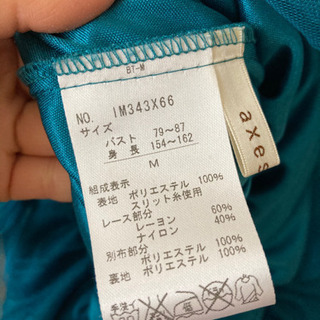 BT-M
NO. IM343X66
サイズ
バスト 79～87
身長 154～162
M
組成表示
表地 ポリエステル 100%
スリット糸使用
レース部分
レーヨン 60%
ナイロン 40%
別布部分
ポリエステル 100%
裏地 ポリエステル 100%
手洗イ
axes